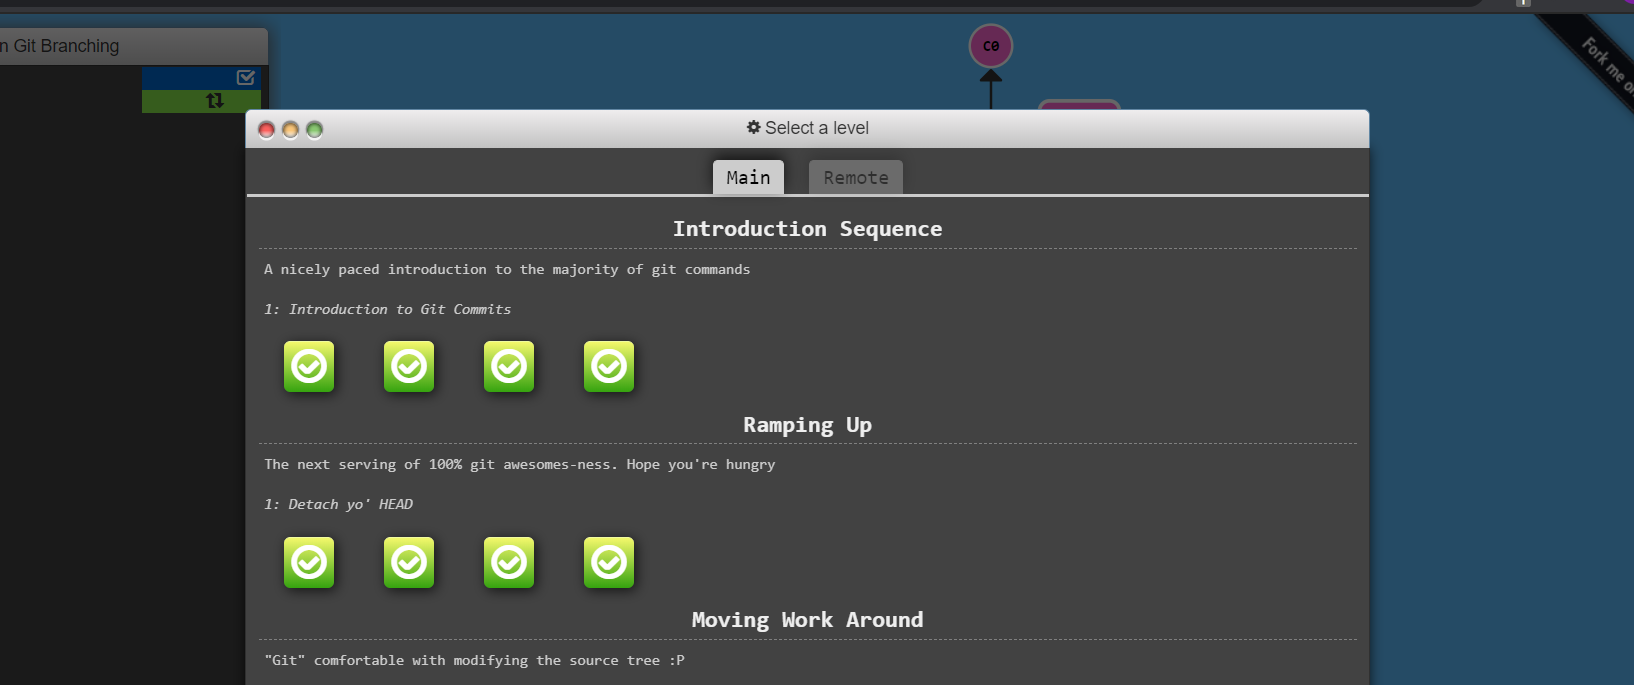 n Git Branching
C0
Fork me o
Select a level
Main
Remote
Introduction Sequence
A nicely paced introduction to the majority of git commands
1: Introduction to Git Commits
Ramping Up
The next serving of 100% git awesomes-ness. Hope you're hungry
1: Detach yo' HEAD
Moving Work Around
"Git" comfortable with modifying the source tree :P